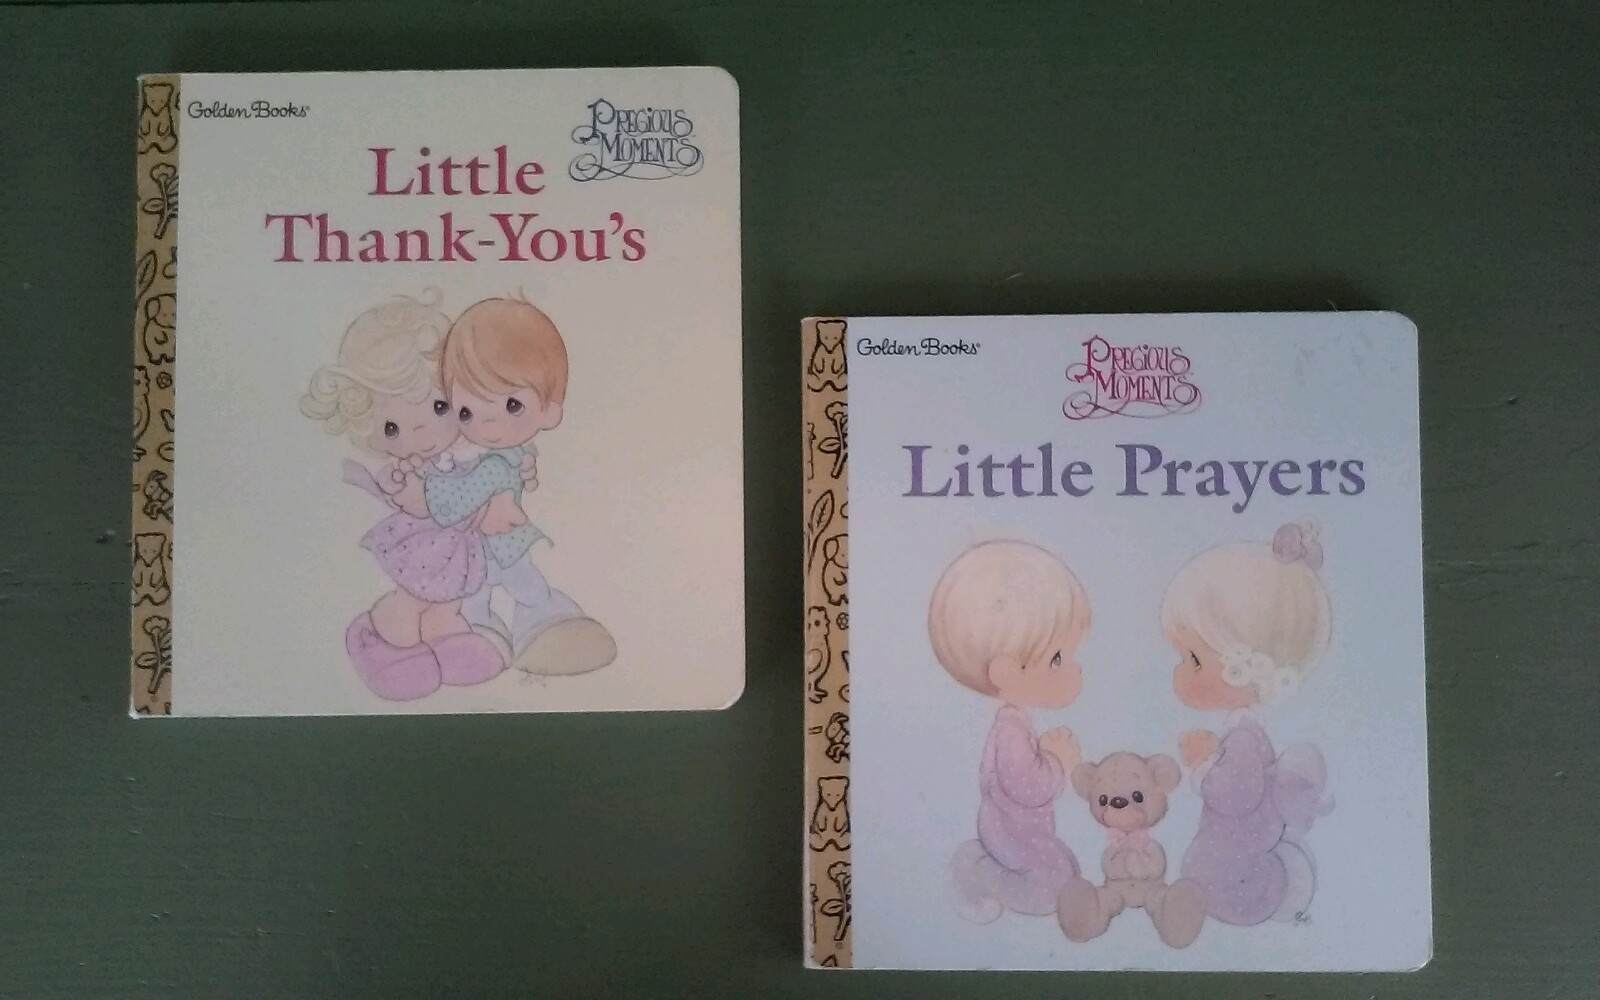 Golden Books
PRECIOUS
MOMENTS
Little
Thank-You's
Golden Books
PRECIOUS
MOMENTS
Little Prayers